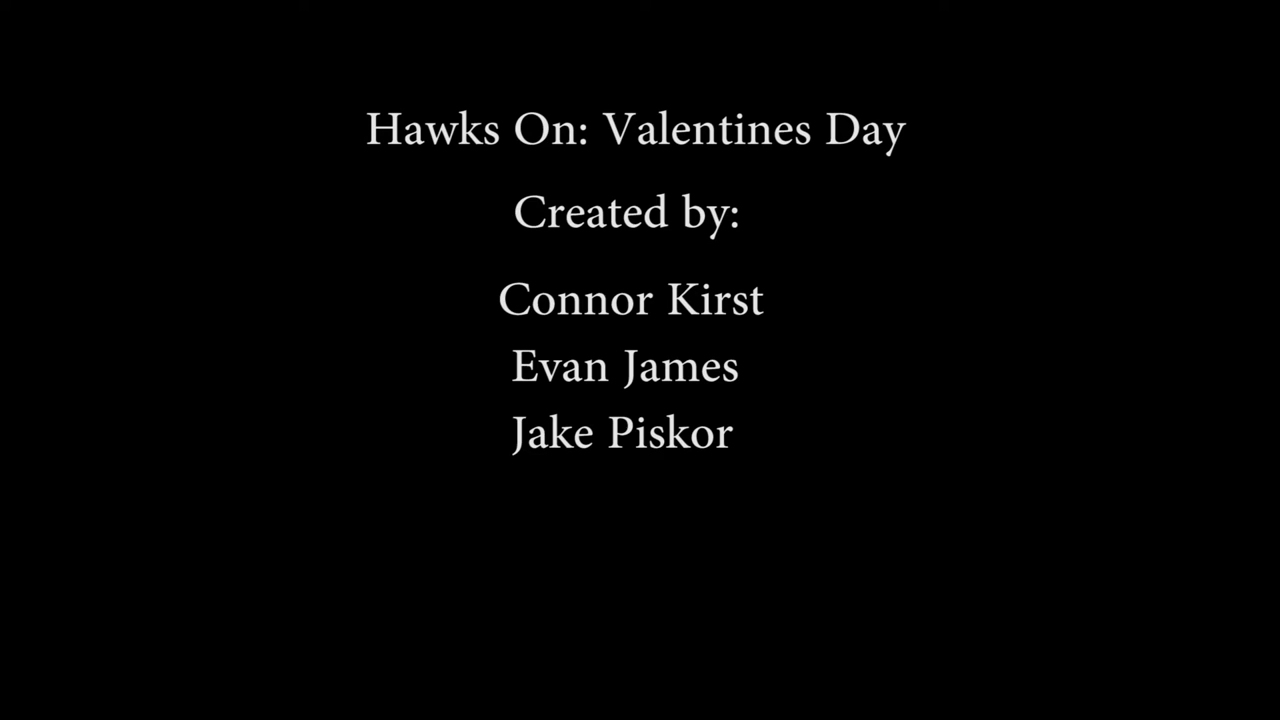 Hawks On: Valentines Day
Created by:
Connor Kirst
Evan James
Jake Piskor